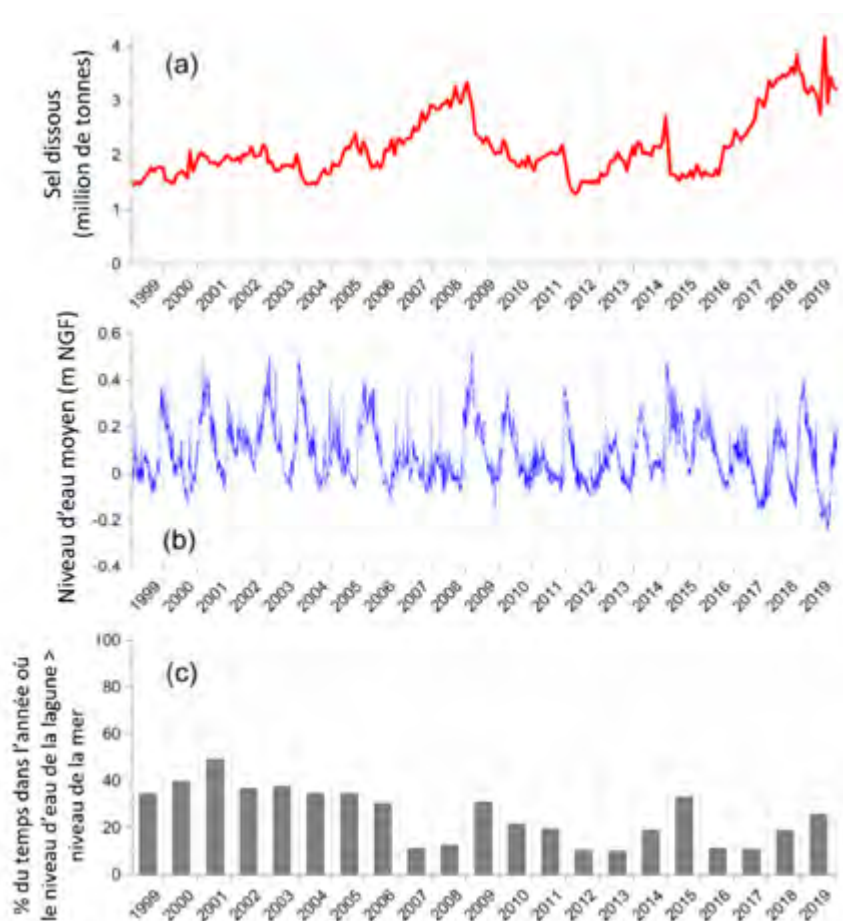 Sel dissous
(million de tonnes)
(a)
4
3
2
1
0
1999 2000 2001 2002 2003 2004 2005 2006 2007 2008 2009 2010 2011 2012 2013 2014 2015 2016 2017 2018 2019
Niveau d'eau moyen (m NGF)
0.6
0.4
0.2
0
-0.2
-0.4
(b)
1999 2000 2001 2002 2003 2004 2005 2006 2007 2008 2009 2010 2011 2012 2013 2014 2015 2016 2017 2018 2019
% du temps dans l'année où
le niveau d'eau de la lagune >
niveau de la mer
(c)
100
80
60
40
20
0
1999 2000 2001 2002 2003 2004 2005 2006 2007 2008 2009 2010 2011 2012 2013 2014 2015 2016 2017 2018 2019